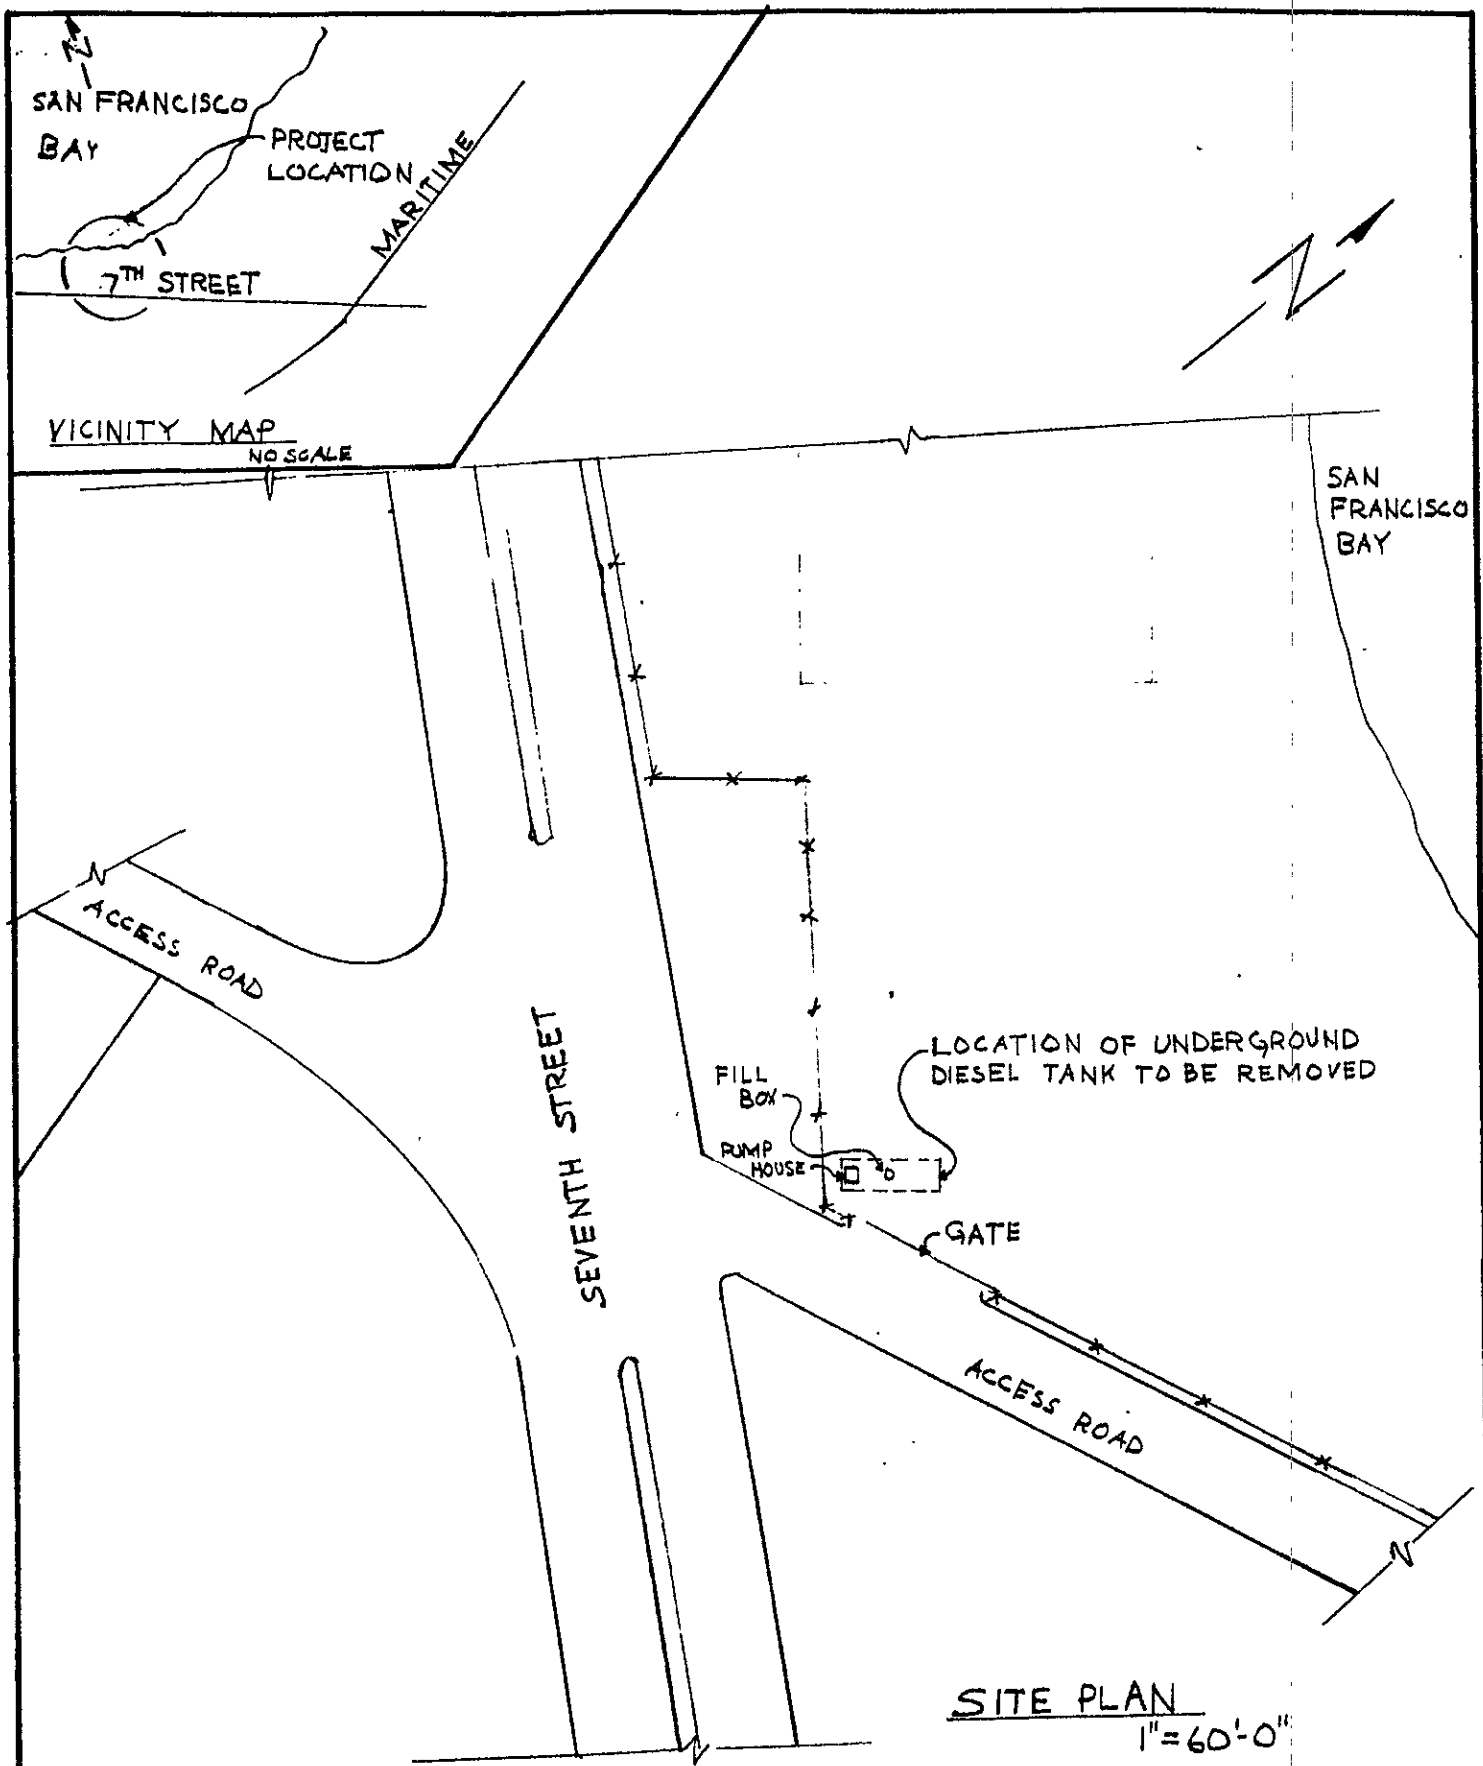 N
SAN FRANCISCO
BAY
PROJECT
LOCATION
MARITIME
7TH STREET
VICINITY MAP
NO SCALE
N
SAN
FRANCISCO
BAY
ACCESS ROAD
SEVENTH STREET
LOCATION OF UNDERGROUND
DIESEL TANK TO BE REMOVED
FILL
BOX
PUMP
HOUSE
GATE
ACCESS ROAD
SITE PLAN
1"=60'-0"